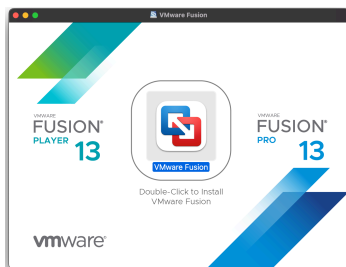 VMware Fusion
VMWARE
FUSION®
PLAYER 13
VMware Fusion
Double-Click to Install
VMware Fusion
VMWARE
FUSION®
PRO 13
vmware®